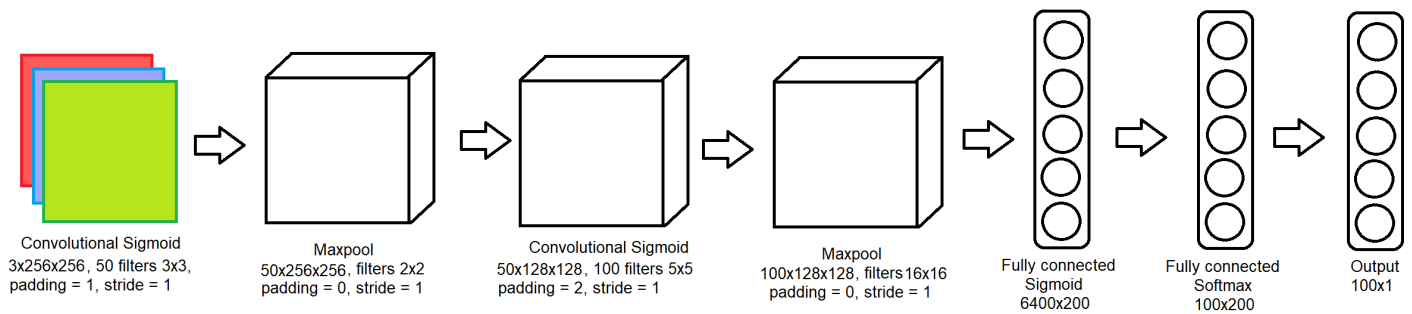 Convolutional Sigmoid
3x256x256, 50 filters 3x3,
padding = 1, stride = 1
Maxpool
50x256x256, filters 2x2
padding = 0, stride = 1
Convolutional Sigmoid
50x128x128, 100 filters 5x5
padding = 2, stride = 1
Maxpool
100x128x128, filters 16x16
padding = 0, stride = 1
Fully connected
Sigmoid
6400x200
Fully connected
Softmax
100x200
Output
100x1